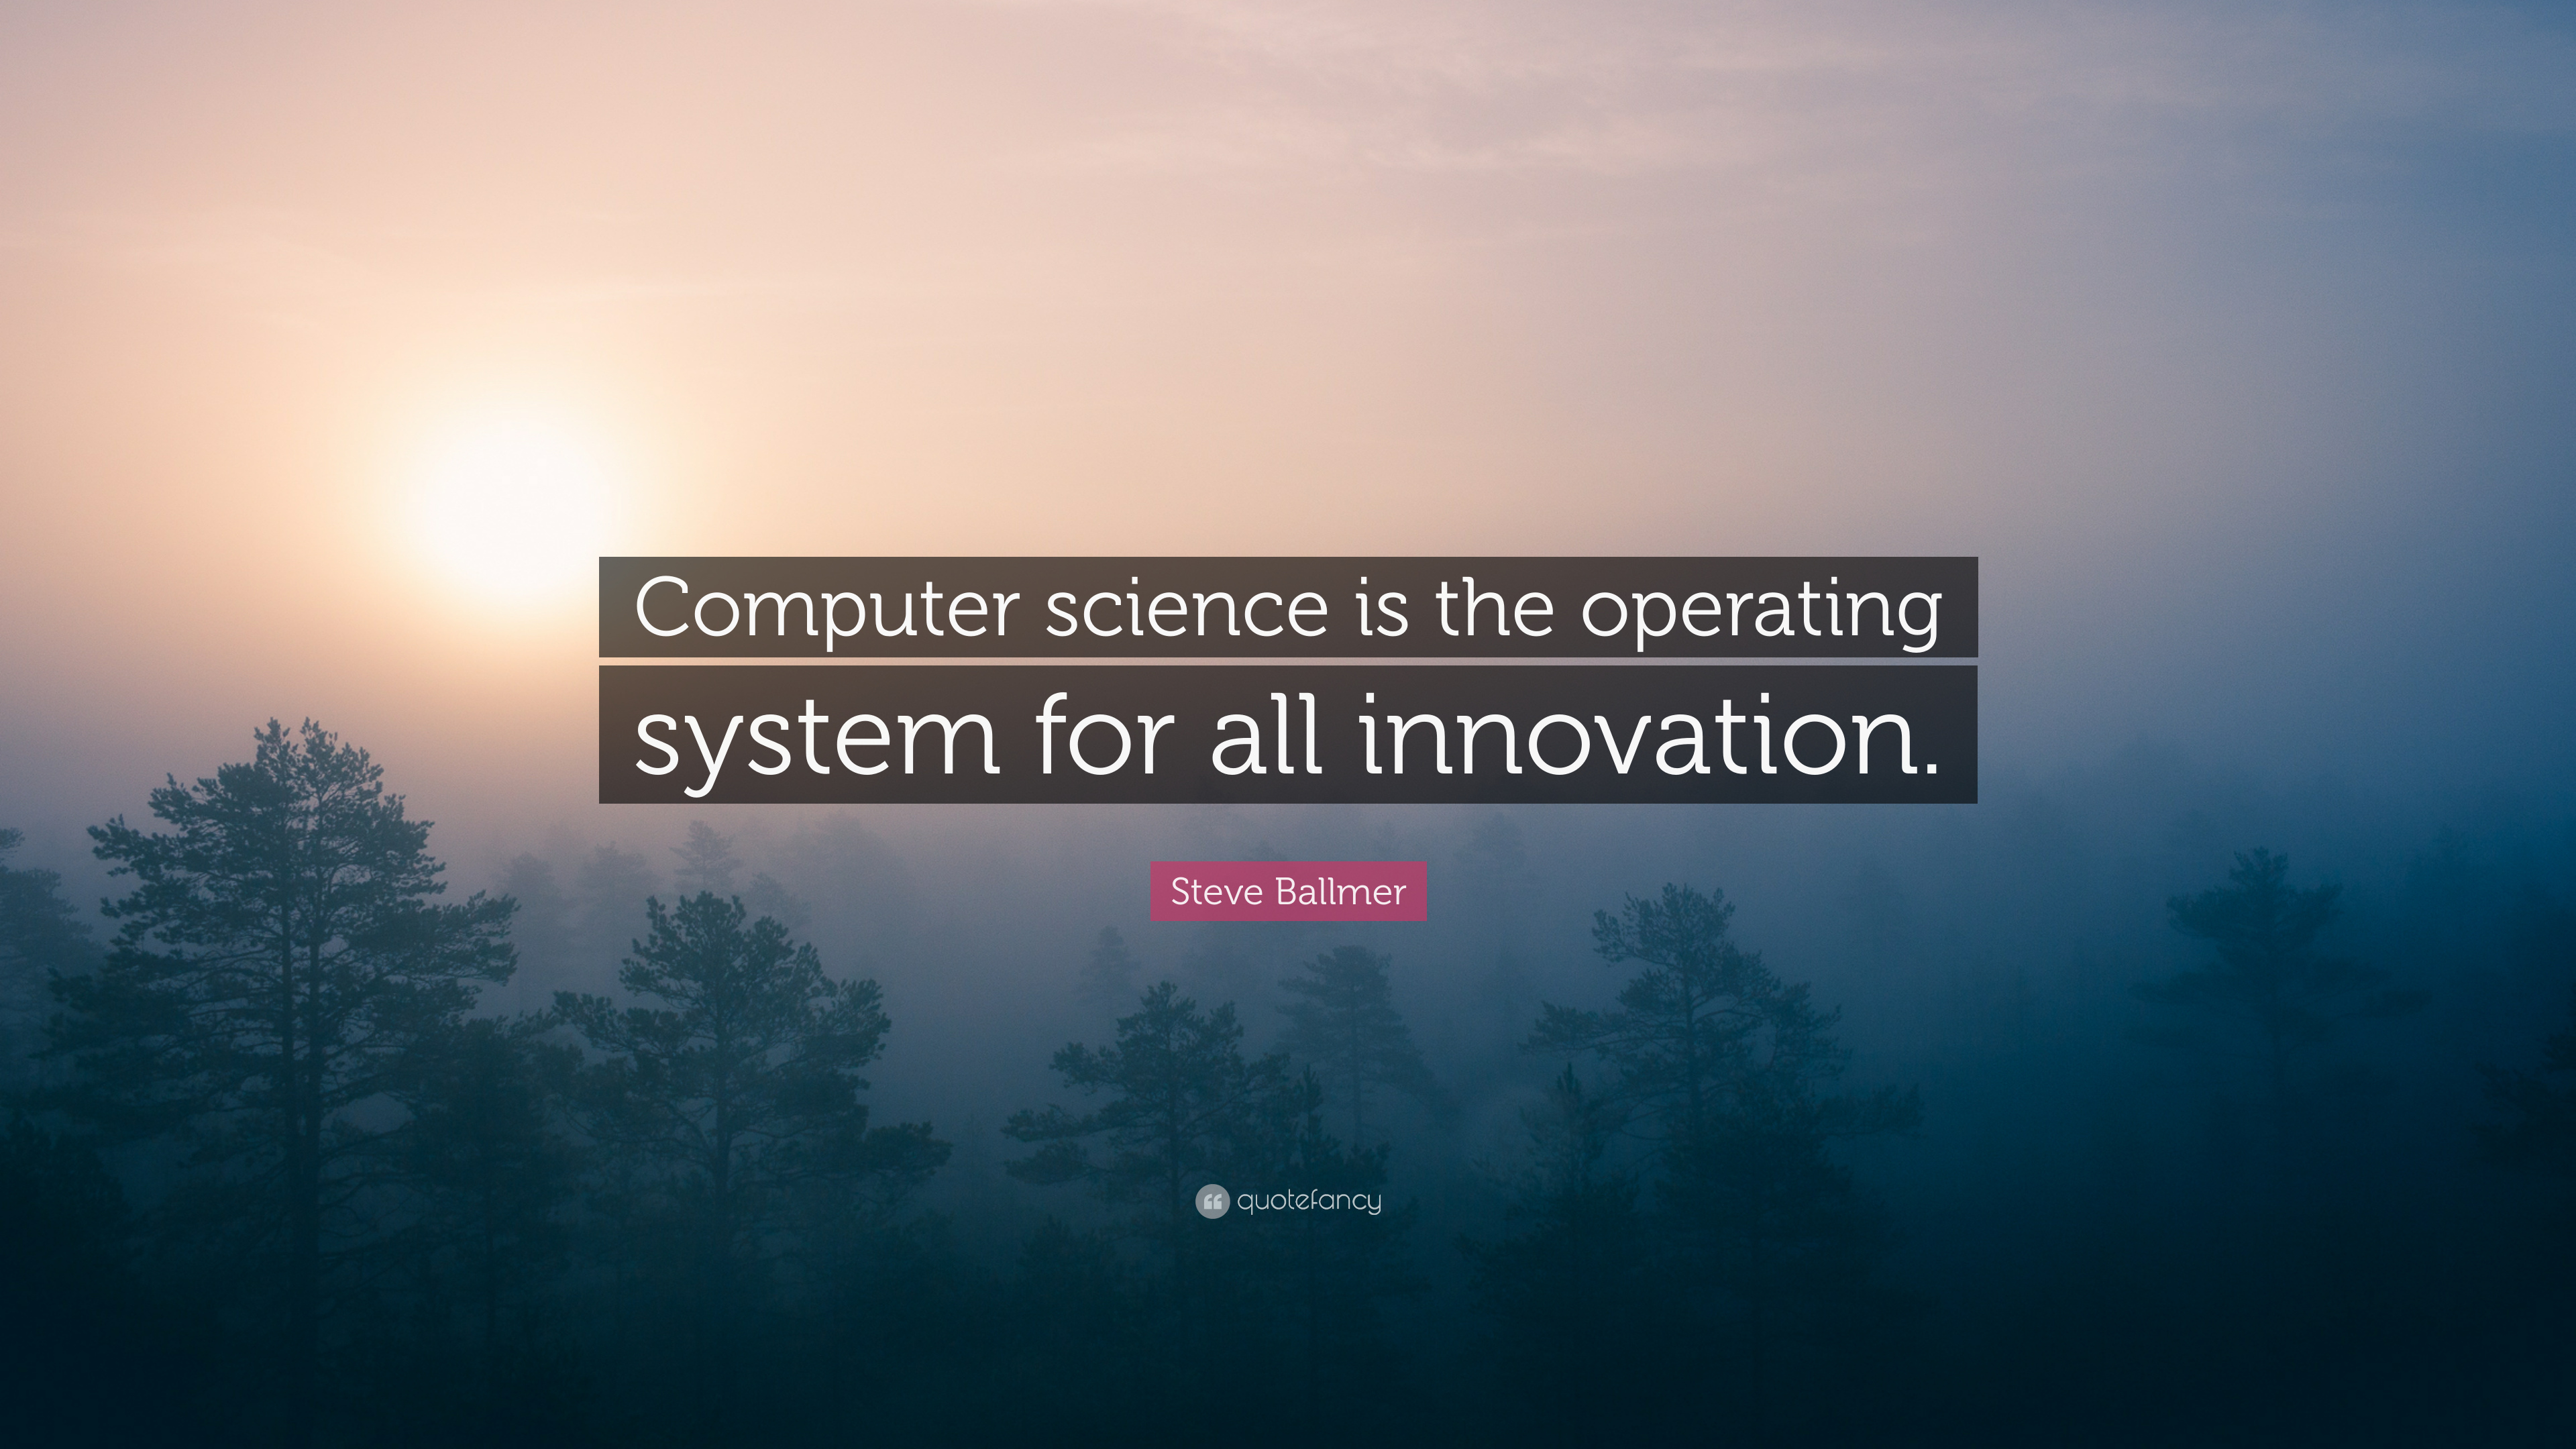 Computer science is the operating
system for all innovation.
Steve Ballmer
quotefancy